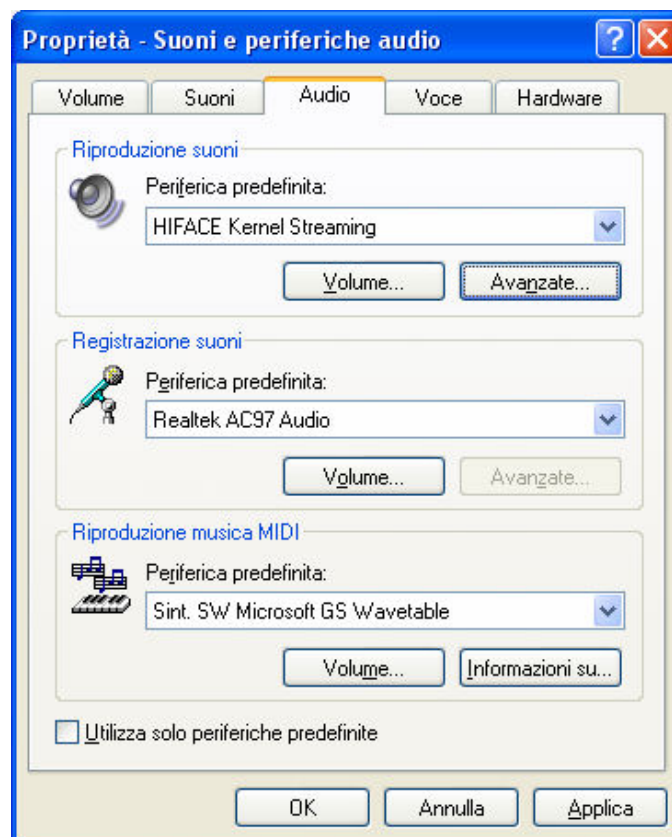 Proprietà - Suoni e periferiche audio
Volume Suoni Audio Voce Hardware
Riproduzione suoni
Periferica predefinita:
HIFACE Kernel Streaming
Volume... Avanzate...
Registrazione suoni
Periferica predefinita:
Realtek AC97 Audio
Volume... Avanzate...
Riproduzione musica MIDI
Periferica predefinita:
Sint. SW Microsoft GS Wavetable
Volume... Informazioni su...
Utilizza solo periferiche predefinite
OK Annulla Applica